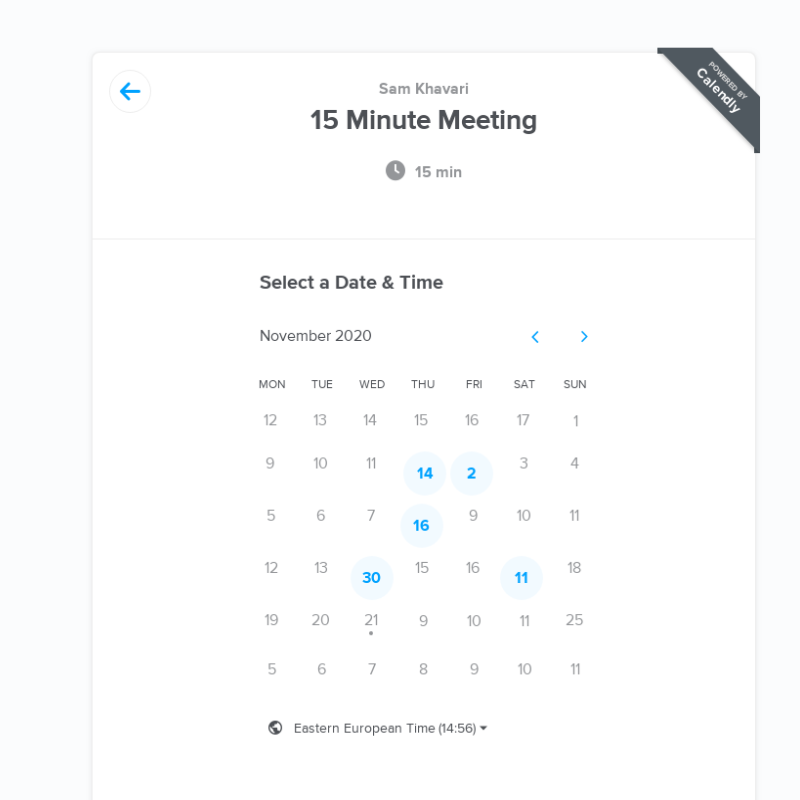 POWERED BY
Calendly
Sam Khavari
15 Minute Meeting
15 min
Select a Date & Time
November 2020
MON TUE WED THU FRI SAT SUN
12 13 14 15 16 17 1
9 10 11 14 2 3 4
5 6 7 16 9 10 11
12 13 30 15 16 11 18
19 20 21 9 10 11 25
5 6 7 8 9 10 11
Eastern European Time (14:56)